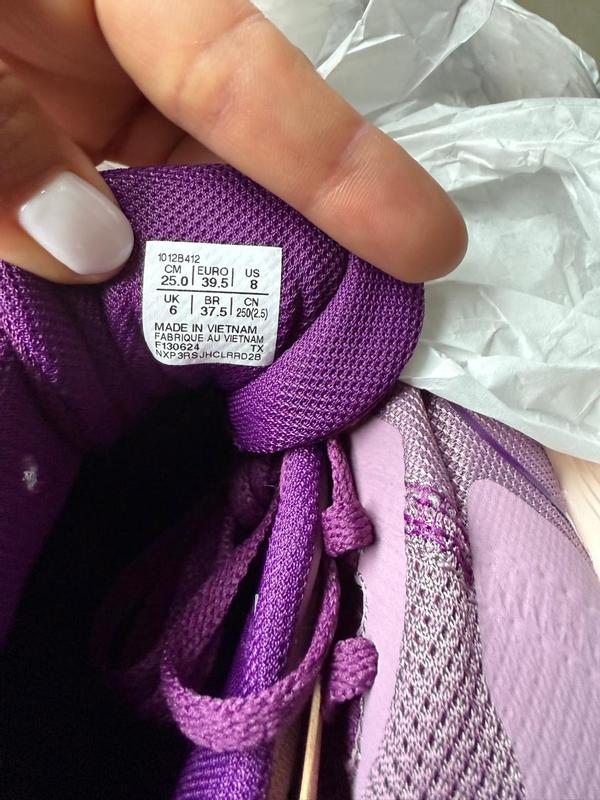 1012B412
CM | EURO | US
25.0 | 39.5 | 8
UK | BR | CN
6 | 37.5 | 250(2.5)
MADE IN VIETNAM
FABRIQUE AU VIETNAM
F130624 TX
NXP3RSJHCLRRD2B